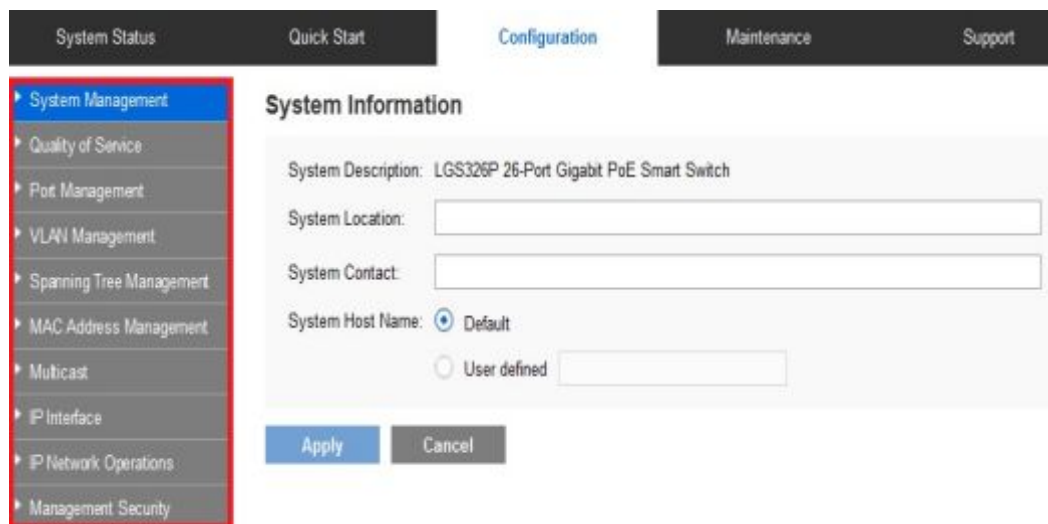 System Status Quick Start Configuration Maintenance Support
System Management
Quality of Service
Port Management
VLAN Management
Spanning Tree Management
MAC Address Management
Multicast
IP Interface
IP Network Operations
Management Security
System Information
System Description: LGS326P 26-Port Gigabit PoE Smart Switch
System Location:
System Contact:
System Host Name: Default
User defined
Apply Cancel